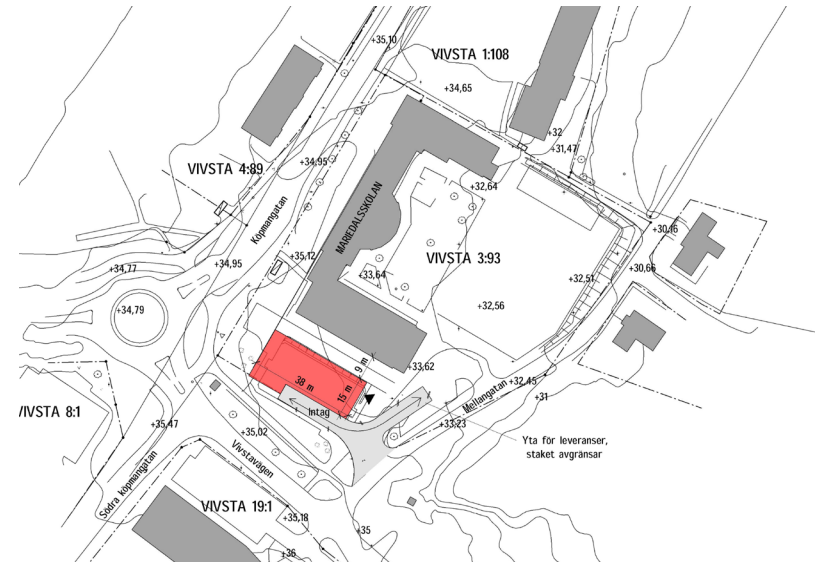 +35,10
VIVSTA 1:108
+34,65
+32
+31,47
+34,95
VIVSTA 4:89
+32,64
MARIEDALSSKOLAN
Köpmangatan
+30,16
+35,12
VIVSTA 3:93
+34,95
+34,77
+30,66
+33,64
+32,51
+34,79
+32,56
9 m
+33,62
38 m
15 m
+32,45
Mellangatan
+31
Intag
VIVSTA 8:1
+35,47
+33,23
+35,02
Yta för leveranser,
staket avgränsar
Vivstavägen
Södra köpmangatan
VIVSTA 19:1
+35,18
+35
+36